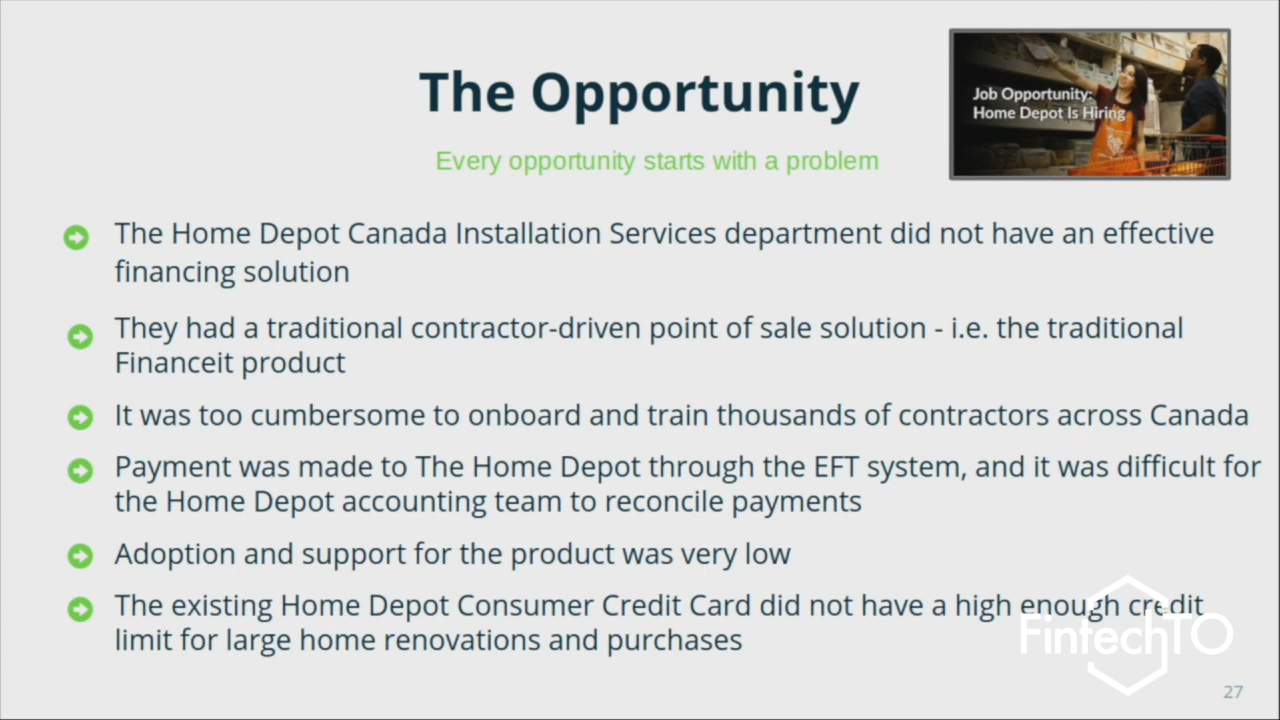 The Opportunity
Job Opportunity:
Home Depot Is Hiring
Every opportunity starts with a problem
The Home Depot Canada Installation Services department did not have an effective
financing solution
They had a traditional contractor-driven point of sale solution - i.e. the traditional
Financeit product
It was too cumbersome to onboard and train thousands of contractors across Canada
Payment was made to The Home Depot through the EFT system, and it was difficult for
the Home Depot accounting team to reconcile payments
Adoption and support for the product was very low
The existing Home Depot Consumer Credit Card did not have a high enough credit
limit for large home renovations and purchases
FintechTO
27